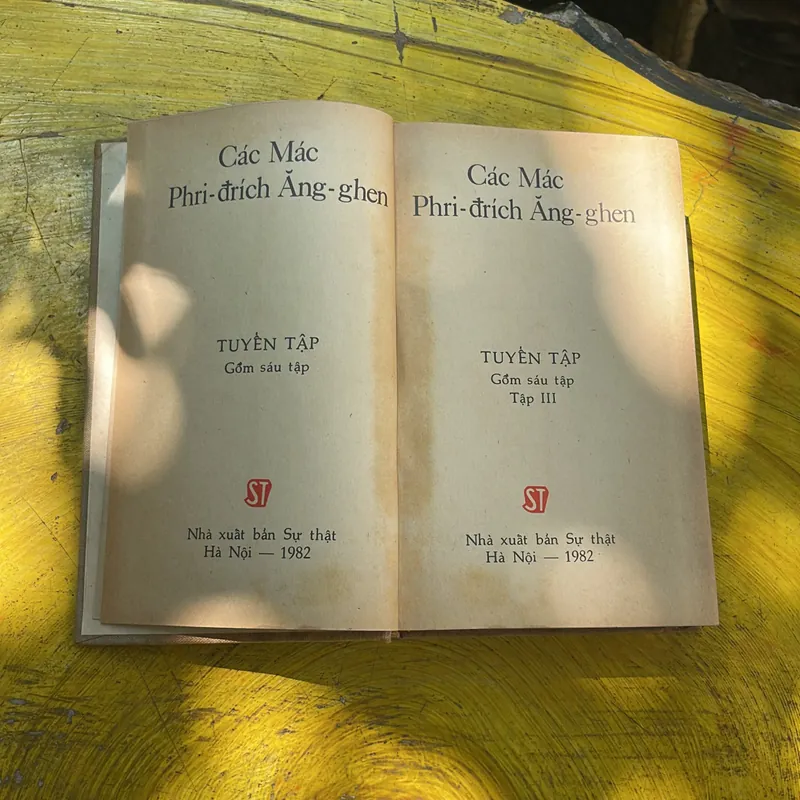 Các Mác
Phri-đrích Ăng-ghen
TUYỂN TẬP
Gồm sáu tập
ST
Nhà xuất bản Sự thật
Hà Nội — 1982
Các Mác
Phri-đrích Ăng-ghen
TUYỂN TẬP
Gồm sáu tập
Tập III
ST
Nhà xuất bản Sự thật
Hà Nội — 1982